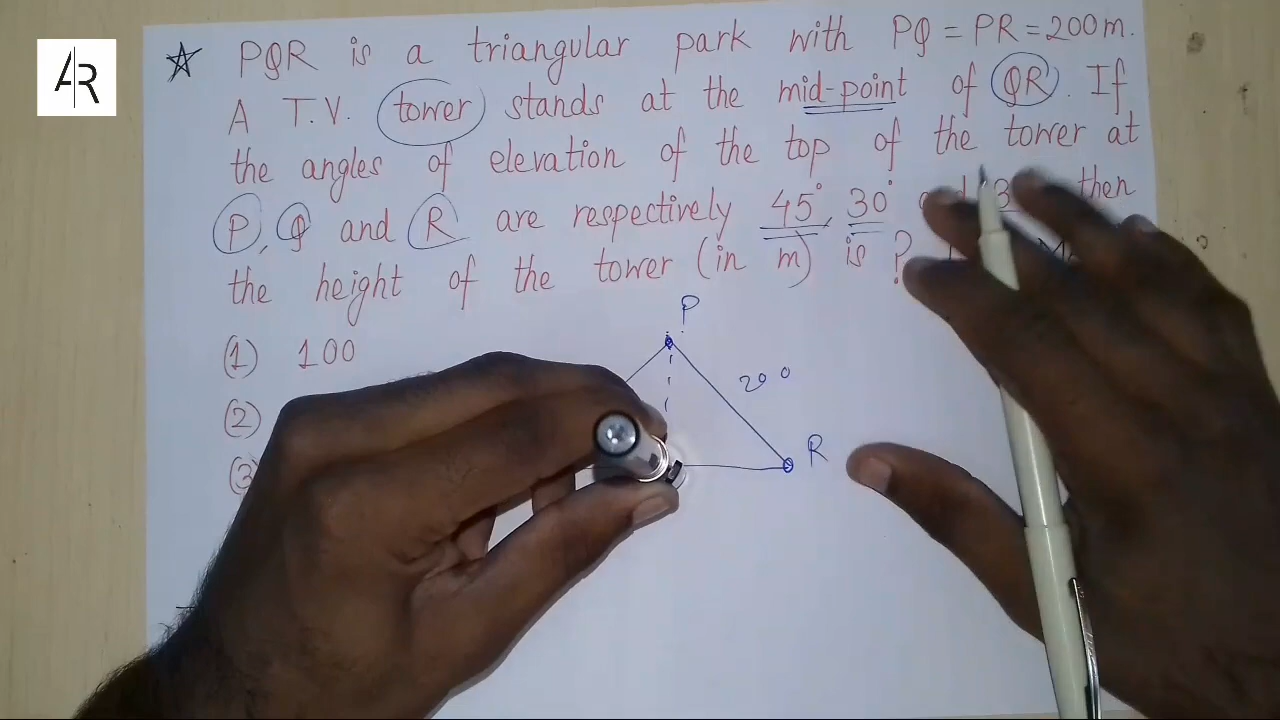 AR
☆ PQR is a triangular park with PQ = PR = 200 m.
A T.V. tower stands at the mid-point of QR. If
the angles of elevation of the top of the tower at
P, Q and R are respectively 45°, 30° then
the height of the tower (in m) is ?
(1) 100
(2)
(3)
P
200
R